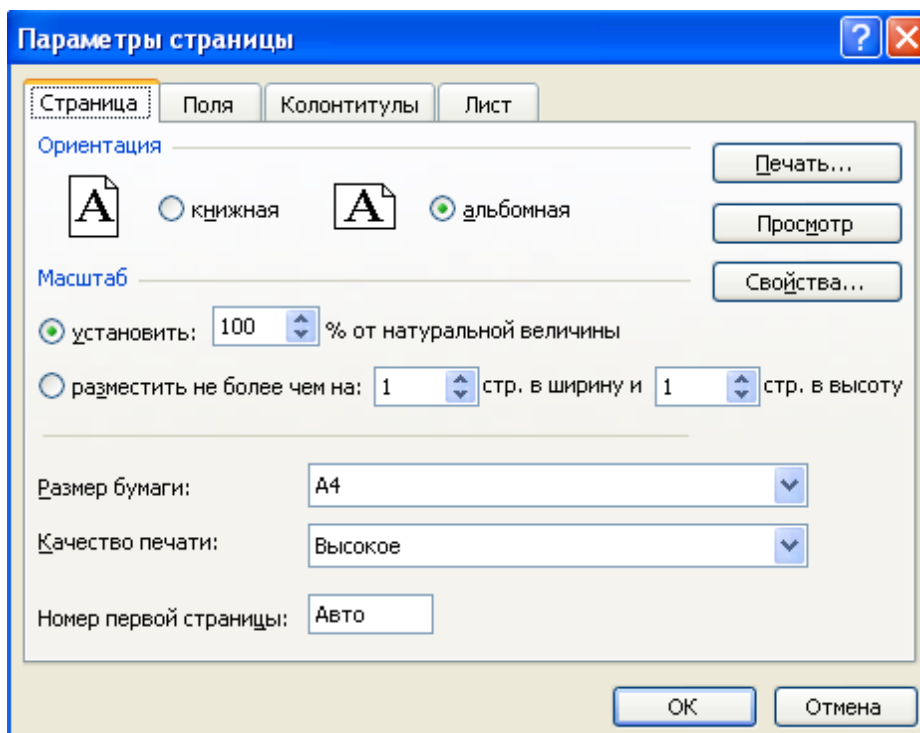 Параметры страницы
Страница Поля Колонтитулы Лист
Ориентация
Печать...
A книжная A альбомная
Просмотр
Масштаб
Свойства...
установить: 100 % от натуральной величины
разместить не более чем на: 1 стр. в ширину и 1 стр. в высоту
Размер бумаги: A4
Качество печати: Высокое
Номер первой страницы: Авто
ОК Отмена